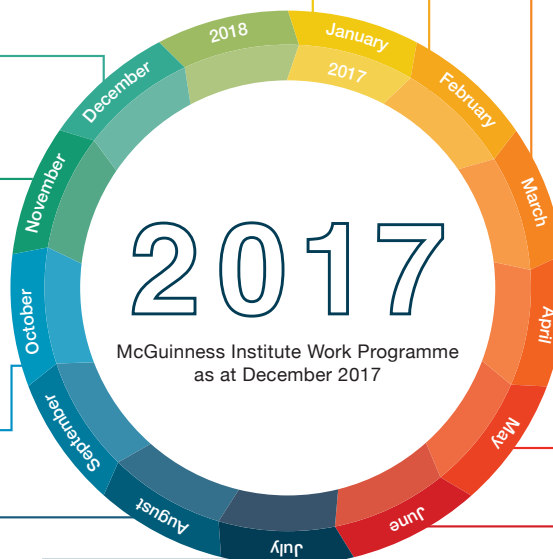 2018
January
2017
February
March
April
May
June
July
August
September
October
November
December
2017
McGuinness Institute Work Programme
as at December 2017